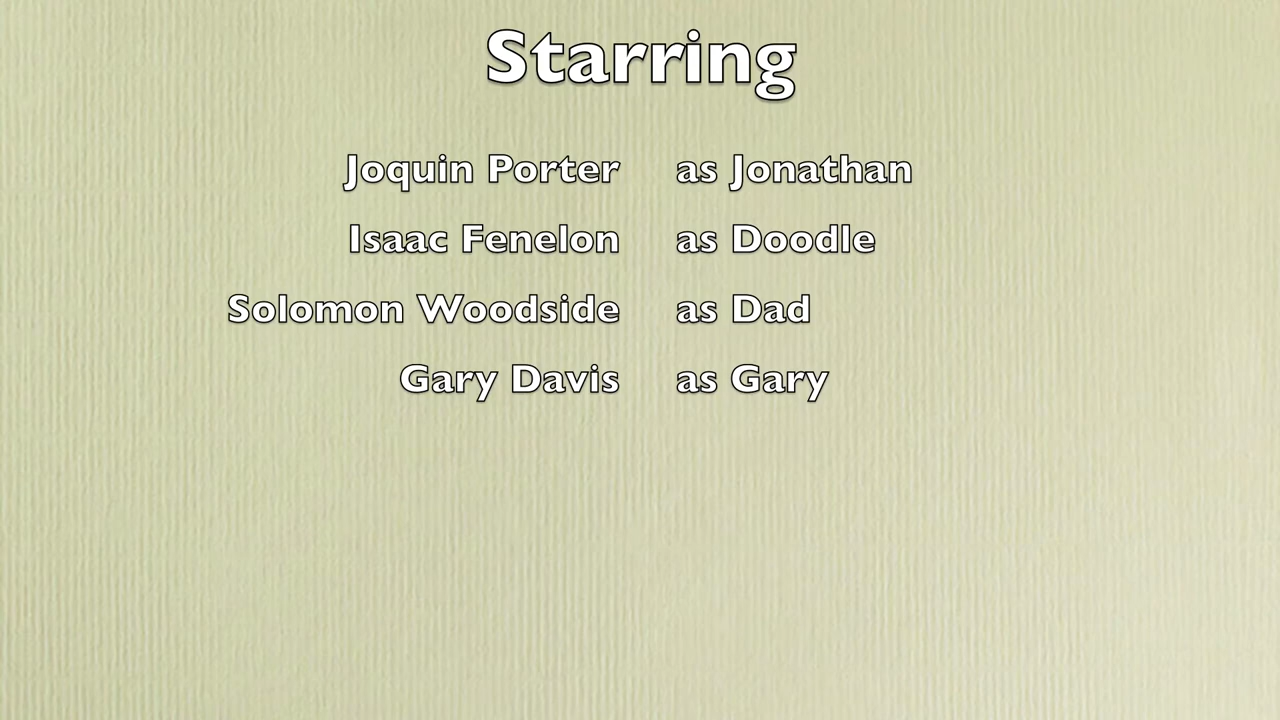 Starring
Joquin Porter as Jonathan
Isaac Fenelon as Doodle
Solomon Woodside as Dad
Gary Davis as Gary